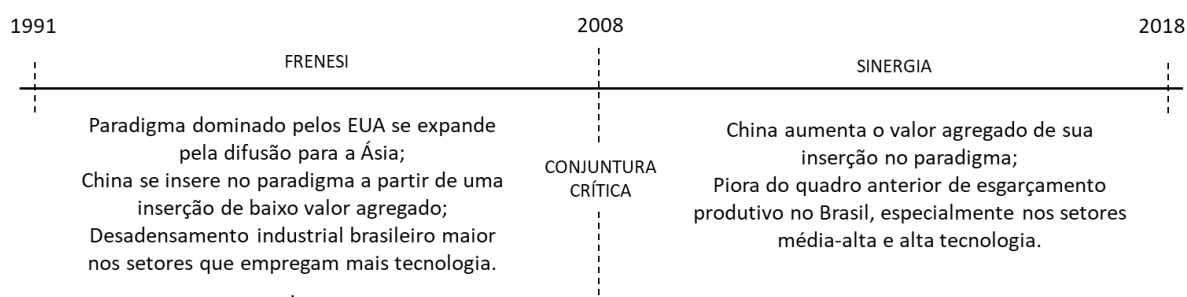 1991
2008
2018
FRENESI
SINERGIA
Paradigma dominado pelos EUA se expande
pela difusão para a Ásia;
China se insere no paradigma a partir de uma
inserção de baixo valor agregado;
Desadensamento industrial brasileiro maior
nos setores que empregam mais tecnologia.
CONJUNTURA
CRÍTICA
China aumenta o valor agregado de sua
inserção no paradigma;
Piora do quadro anterior de esgarçamento
produtivo no Brasil, especialmente nos setores
média-alta e alta tecnologia.